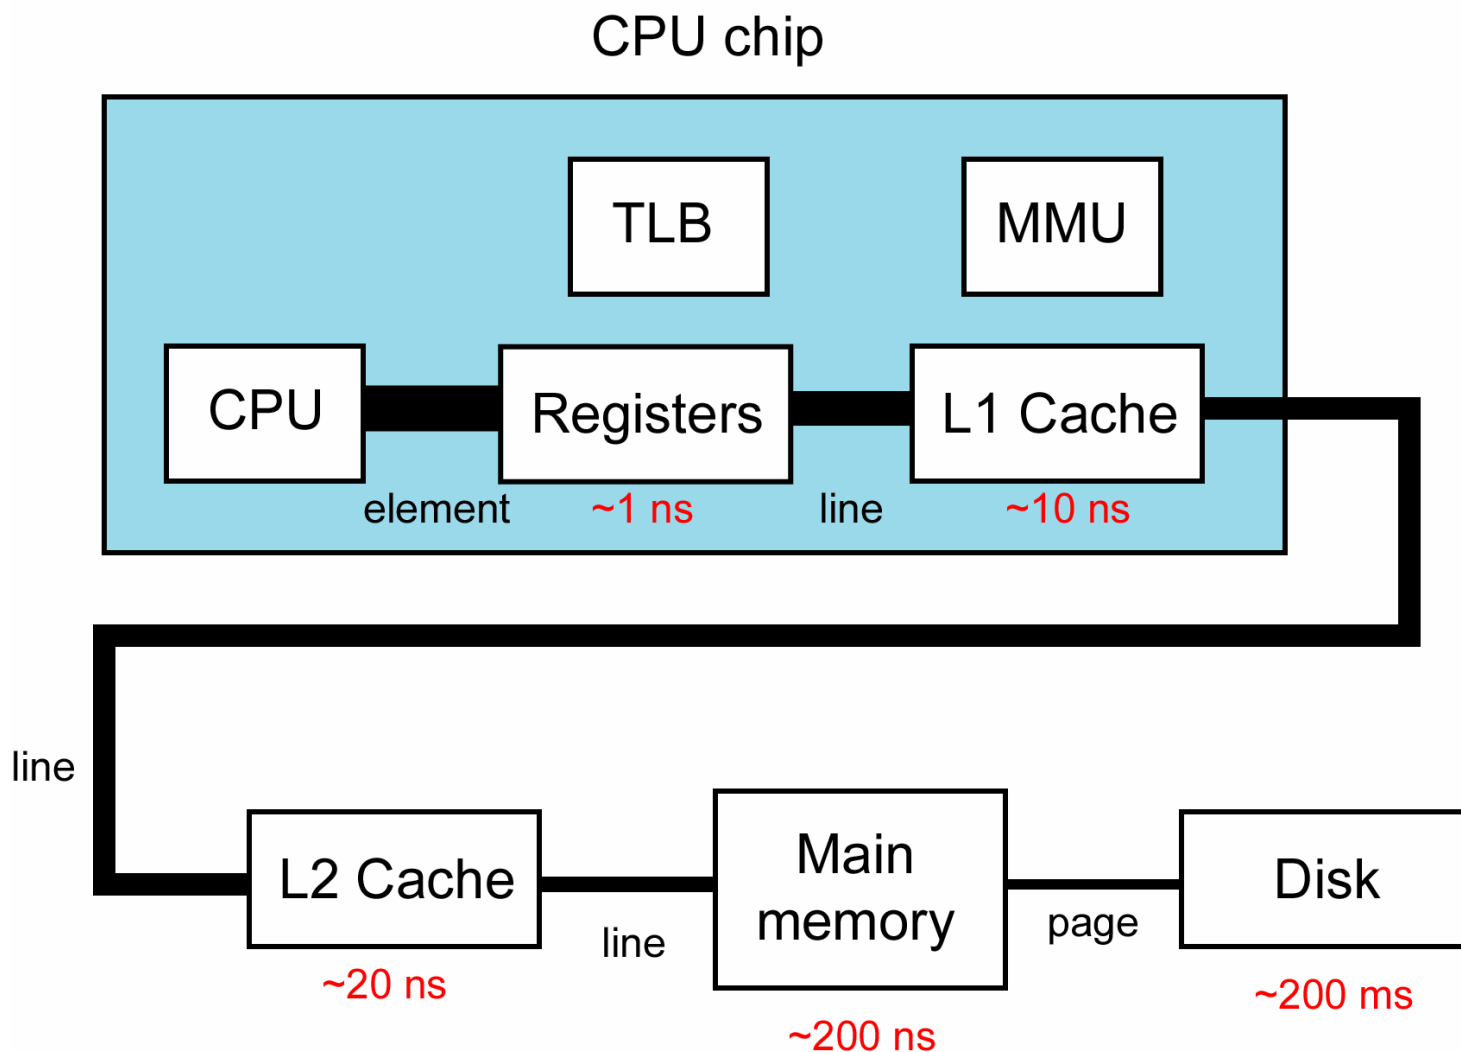 CPU chip
TLB
MMU
CPU
Registers
L1 Cache
element
~1 ns
line
~10 ns
line
L2 Cache
Main
memory
Disk
line
page
~20 ns
~200 ns
~200 ms